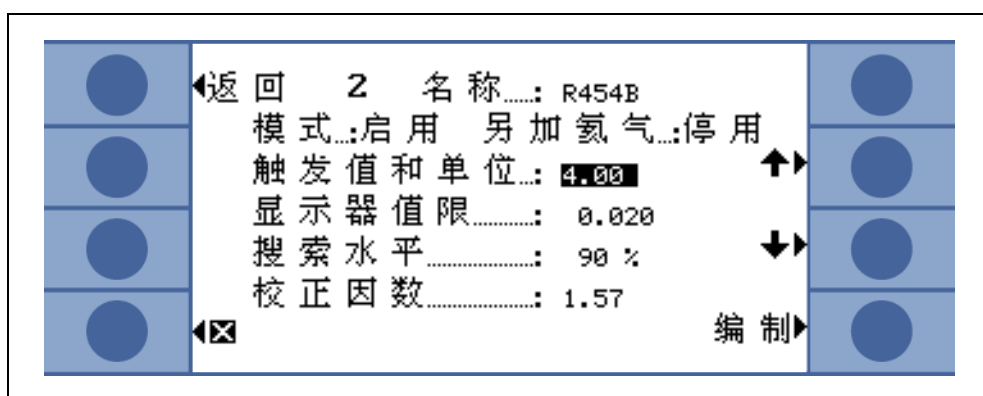 返回 2 名称.....: R454B
模式...:启用 另加氦气...:停用
触发值和单位...: 4.00
显示器值限..........: 0.020
搜索水平................: 90 %
校正因数................: 1.57
编制